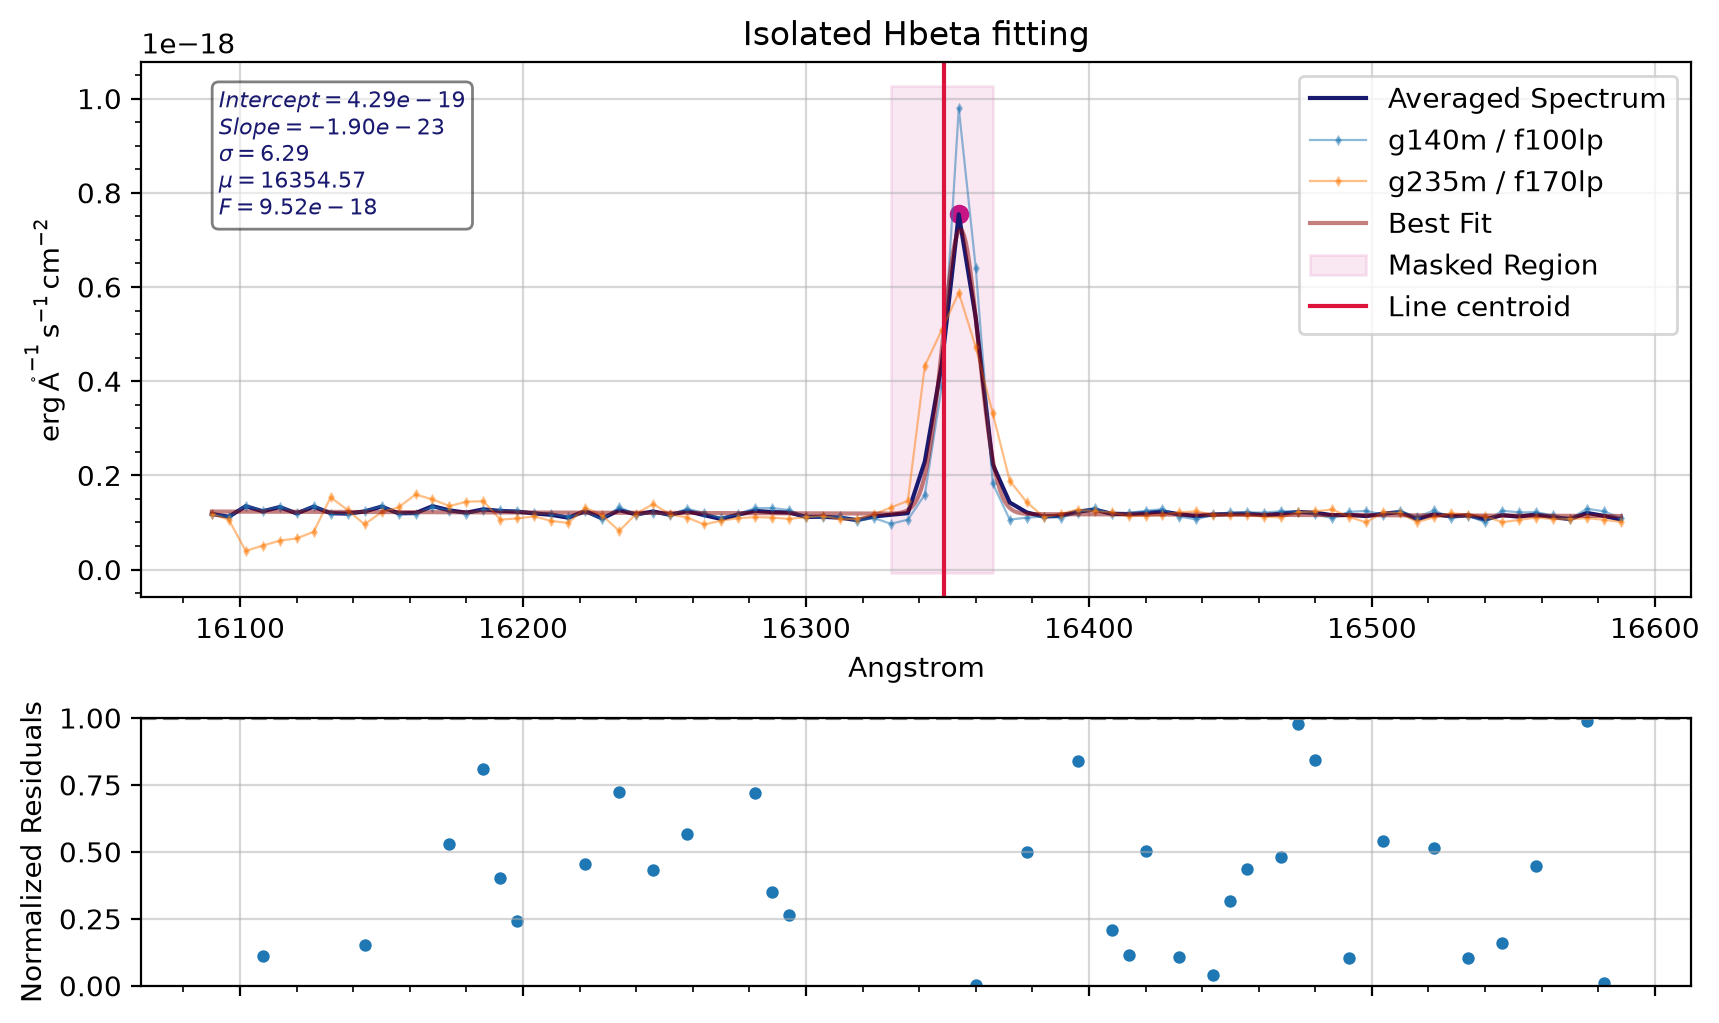 Isolated Hbeta fitting
1e−18
Intercept = 4.29e − 19
Slope = −1.90e − 23
σ = 6.29
μ = 16354.57
F = 9.52e − 18
Averaged Spectrum
g140m / f100lp
g235m / f170lp
Best Fit
Masked Region
Line centroid
erg Å⁻¹ s⁻¹ cm⁻²
1.0
0.8
0.6
0.4
0.2
0.0
16100 16200 16300 16400 16500 16600
Angstrom
Normalized Residuals
1.00
0.75
0.50
0.25
0.00